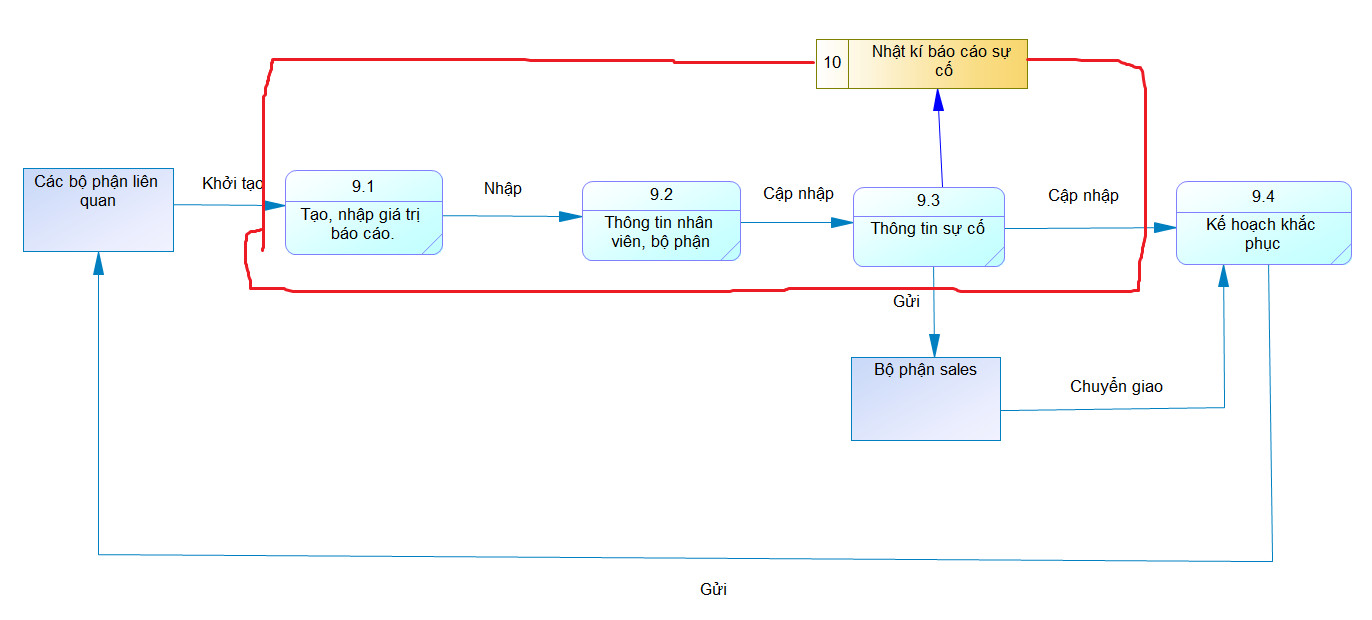 10
Nhật kí báo cáo sự
cố
Các bộ phận liên
quan
Khởi tạo
9.1
Tạo, nhập giá trị
báo cáo.
Nhập
9.2
Thông tin nhân
viên, bộ phận
Cập nhập
9.3
Thông tin sự cố
Cập nhập
9.4
Kế hoạch khắc
phục
Gửi
Bộ phận sales
Chuyển giao
Gửi